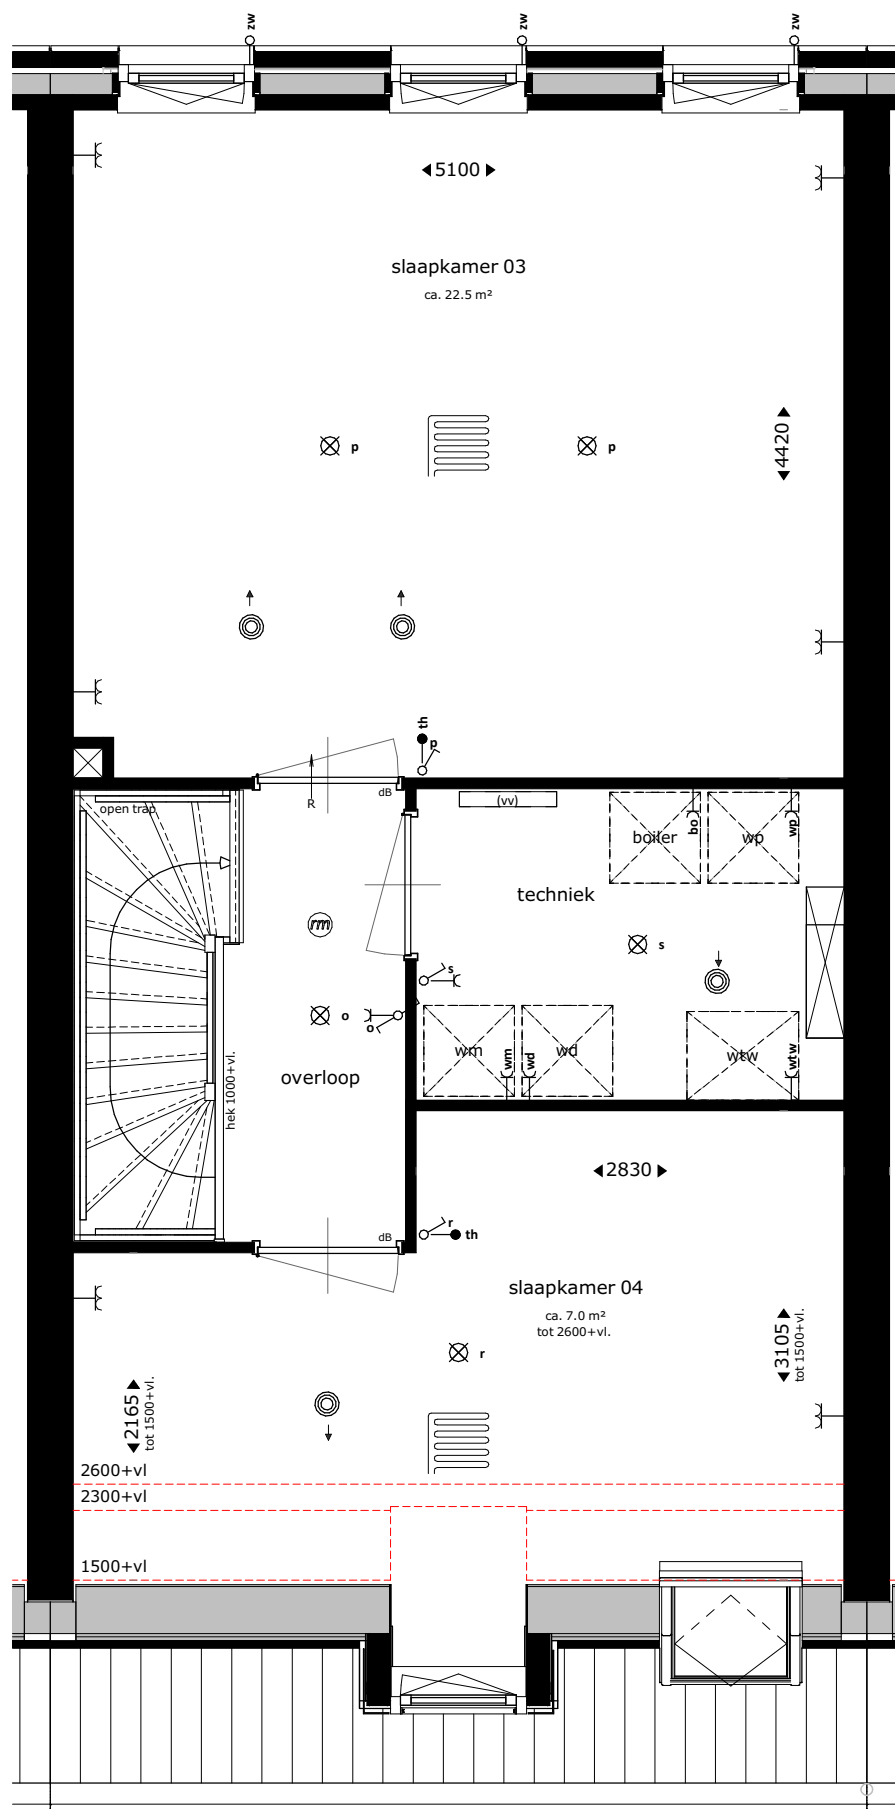 zw
zw
zw
5100
slaapkamer 03
ca. 22.5 m²
4420
p
p
th
p
R
dB
open trap
(vv)
boiler
bo
wp
wp
techniek
rm
s
s
o
o
wm
wm
wd
wd
wtw
wtw
overloop
hek 1000+vl.
2830
r
th
dB
slaapkamer 04
ca. 7.0 m²
tot 2600+vl.
3105
tot 1500+vl.
r
2165
tot 1500+vl.
2600+vl
2300+vl
1500+vl